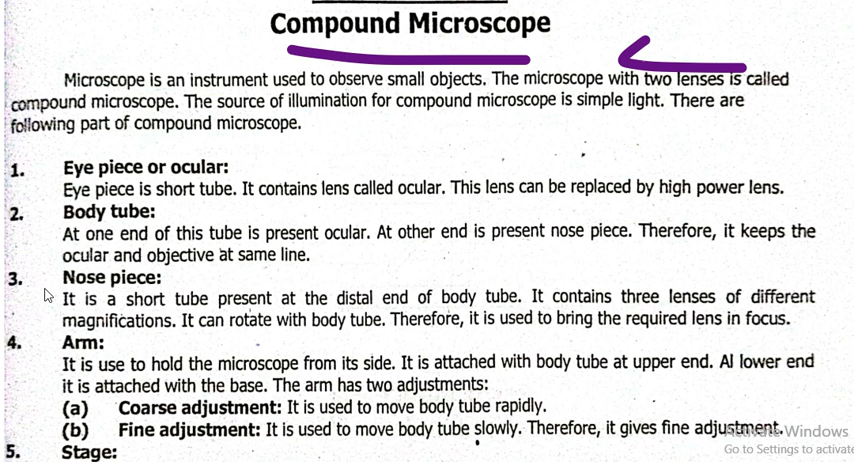 Compound Microscope
Microscope is an instrument used to observe small objects. The microscope with two lenses is called
compound microscope. The source of illumination for compound microscope is simple light. There are
following part of compound microscope.
1. Eye piece or ocular:
Eye piece is short tube. It contains lens called ocular. This lens can be replaced by high power lens.
2. Body tube:
At one end of this tube is present ocular. At other end is present nose piece. Therefore, it keeps the
ocular and objective at same line.
3. Nose piece:
It is a short tube present at the distal end of body tube. It contains three lenses of different
magnifications. It can rotate with body tube. Therefore, it is used to bring the required lens in focus.
4. Arm:
It is use to hold the microscope from its side. It is attached with body tube at upper end. Al lower end
it is attached with the base. The arm has two adjustments:
(a) Coarse adjustment: It is used to move body tube rapidly.
(b) Fine adjustment: It is used to move body tube slowly. Therefore, it gives fine adjustment.
Activate Windows
Go to Settings to activate
5. Stage: